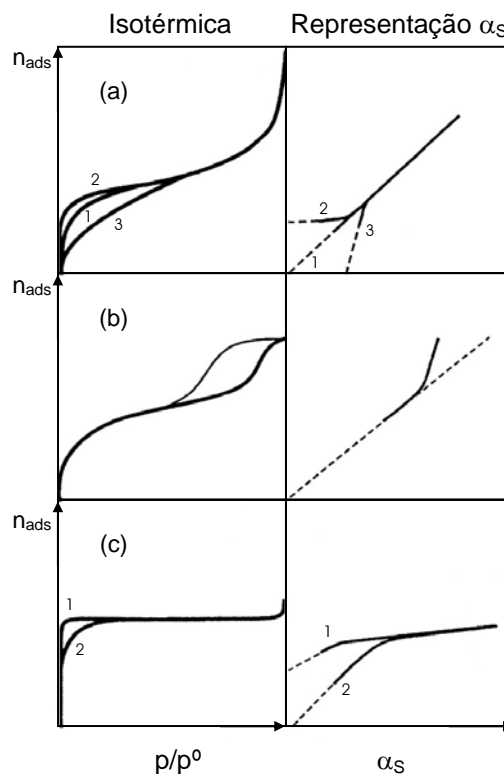 Isotérmica
Representação αS
nads
(a)
2
1
3
2
3
1
nads
(b)
nads
(c)
1
2
1
2
p/pº
αS